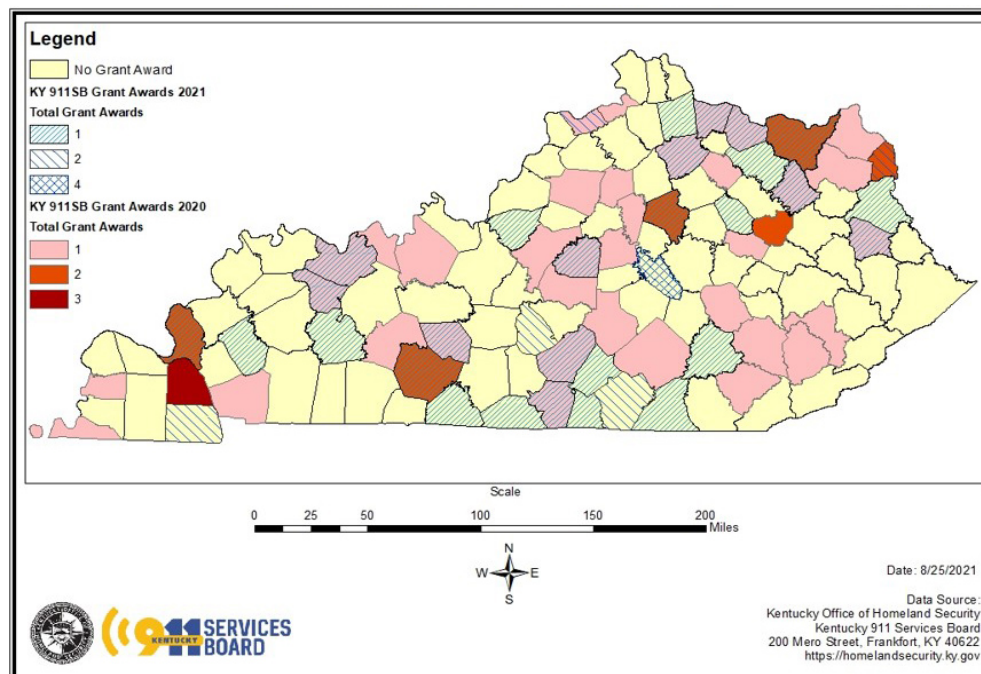 Legend
No Grant Award
KY 911SB Grant Awards 2021
Total Grant Awards
1
2
4
KY 911SB Grant Awards 2020
Total Grant Awards
1
2
3
Scale
0 25 50 100 150 200
Miles
N
W E
S
Date: 8/25/2021
Data Source:
Kentucky Office of Homeland Security
Kentucky 911 Services Board
200 Mero Street, Frankfort, KY 40622
https://homelandsecurity.ky.gov
911 SERVICES
KENTUCKY
BOARD